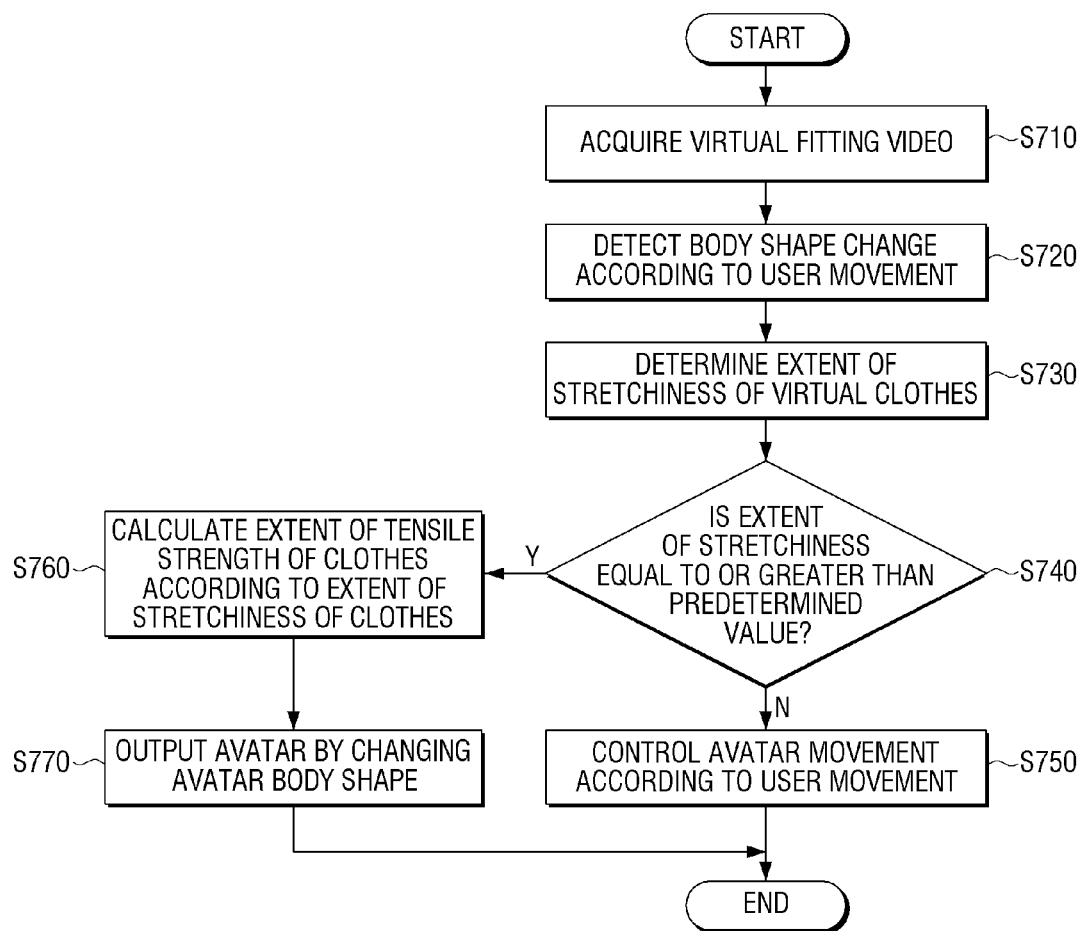 START
ACQUIRE VIRTUAL FITTING VIDEO
S710
DETECT BODY SHAPE CHANGE
ACCORDING TO USER MOVEMENT
S720
DETERMINE EXTENT OF
STRETCHINESS OF VIRTUAL CLOTHES
S730
IS EXTENT
OF STRETCHINESS
EQUAL TO OR GREATER THAN
PREDETERMINED
VALUE?
S740
Y
N
CALCULATE EXTENT OF TENSILE
STRENGTH OF CLOTHES
ACCORDING TO EXTENT OF
STRETCHINESS OF CLOTHES
S760
OUTPUT AVATAR BY CHANGING
AVATAR BODY SHAPE
S770
CONTROL AVATAR MOVEMENT
ACCORDING TO USER MOVEMENT
S750
END